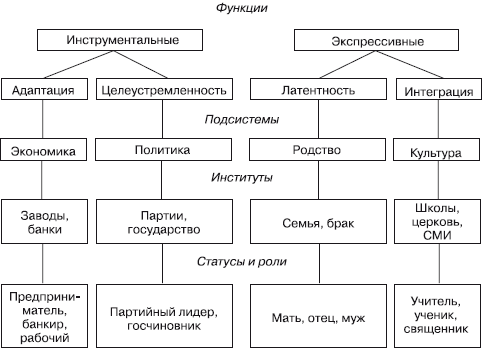 Функции
Инструментальные
Экспрессивные
Адаптация
Целеустремленность
Латентность
Интеграция
Подсистемы
Экономика
Политика
Родство
Культура
Институты
Заводы,
банки
Партии,
государство
Семья, брак
Школы,
церковь,
СМИ
Статусы и роли
Предприни-
матель,
банкир,
рабочий
Партийный лидер,
госчиновник
Мать, отец, муж
Учитель,
ученик,
священник